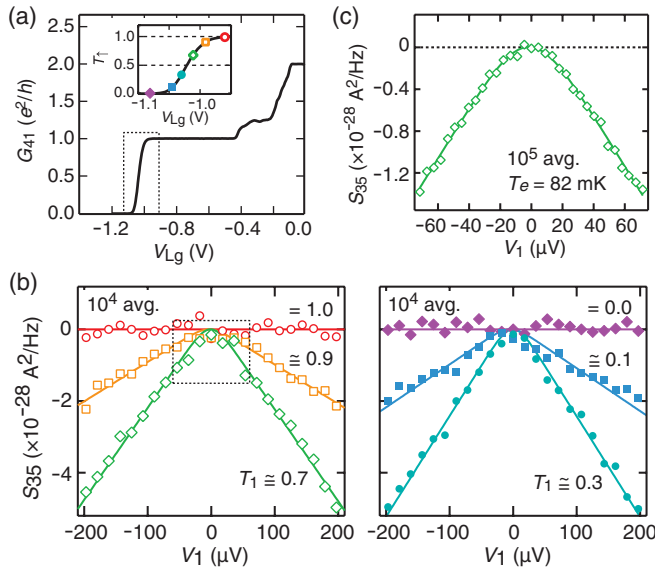 (a)
G41 (e²/h)
2.5
2.0
1.5
1.0
0.5
0.0
−1.2
−0.8
−0.4
0.0
VLg (V)
T↑
1.0
0.5
0.0
−1.1
−1.0
VLg (V)
(c)
S35 (×10⁻²⁸ A²/Hz)
0
−0.4
−0.8
−1.2
10⁵ avg.
Te = 82 mK
−60
−40
−20
0
20
40
60
V1 (μV)
(b)
S35 (×10⁻²⁸ A²/Hz)
0
−2
−4
10⁴ avg.
= 1.0
≅ 0.9
T1 ≅ 0.7
−200
−100
0
100
200
V1 (μV)
10⁴ avg.
= 0.0
≅ 0.1
T1 ≅ 0.3
−200
−100
0
100
200
V1 (μV)